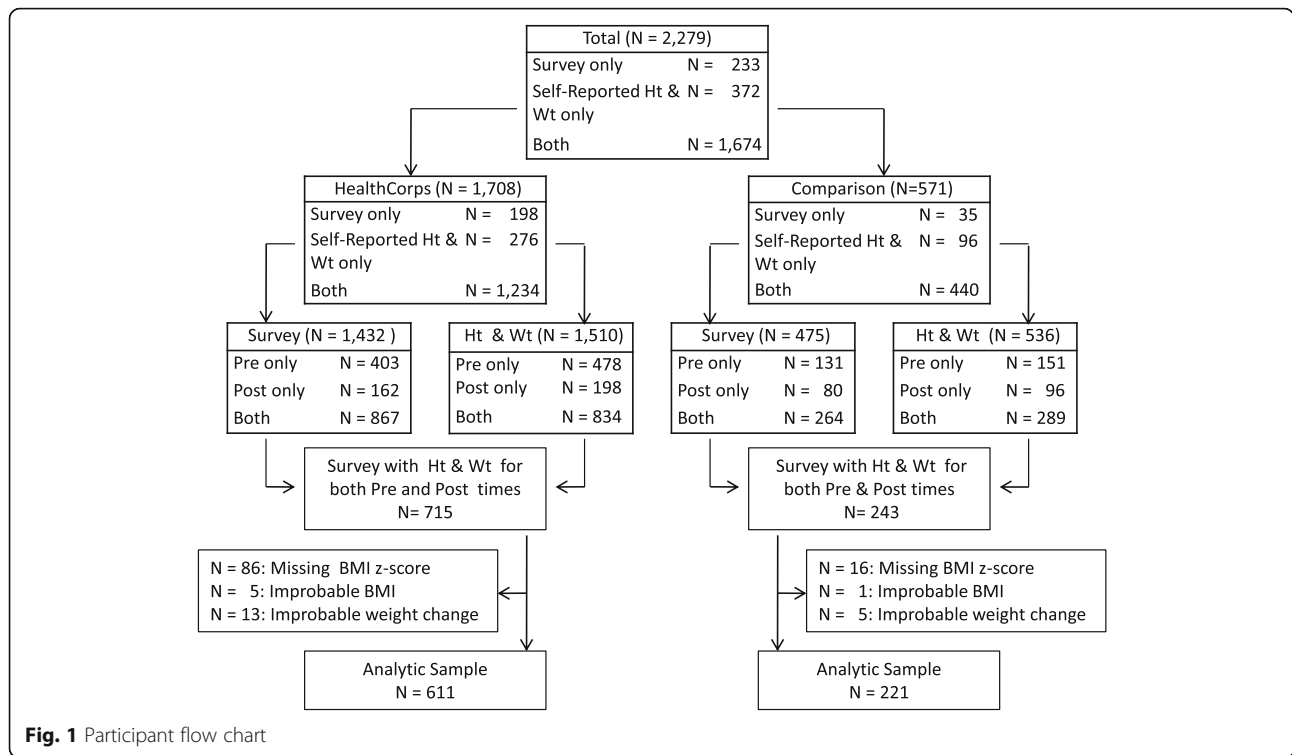 Total (N = 2,279)
Survey only N = 233
Self-Reported Ht & N = 372
Wt only
Both N = 1,674
HealthCorps (N = 1,708)
Survey only N = 198
Self-Reported Ht & N = 276
Wt only
Both N = 1,234
Comparison (N=571)
Survey only N = 35
Self-Reported Ht & N = 96
Wt only
Both N = 440
Survey (N = 1,432 )
Pre only N = 403
Post only N = 162
Both N = 867
Ht & Wt (N = 1,510)
Pre only N = 478
Post only N = 198
Both N = 834
Survey (N = 475)
Pre only N = 131
Post only N = 80
Both N = 264
Ht & Wt (N = 536)
Pre only N = 151
Post only N = 96
Both N = 289
Survey with Ht & Wt for
both Pre and Post times
N= 715
Survey with Ht & Wt for
both Pre & Post times
N= 243
N = 86: Missing BMI z-score
N = 5: Improbable BMI
N = 13: Improbable weight change
N = 16: Missing BMI z-score
N = 1: Improbable BMI
N = 5: Improbable weight change
Analytic Sample
N = 611
Analytic Sample
N = 221
Fig. 1 Participant flow chart